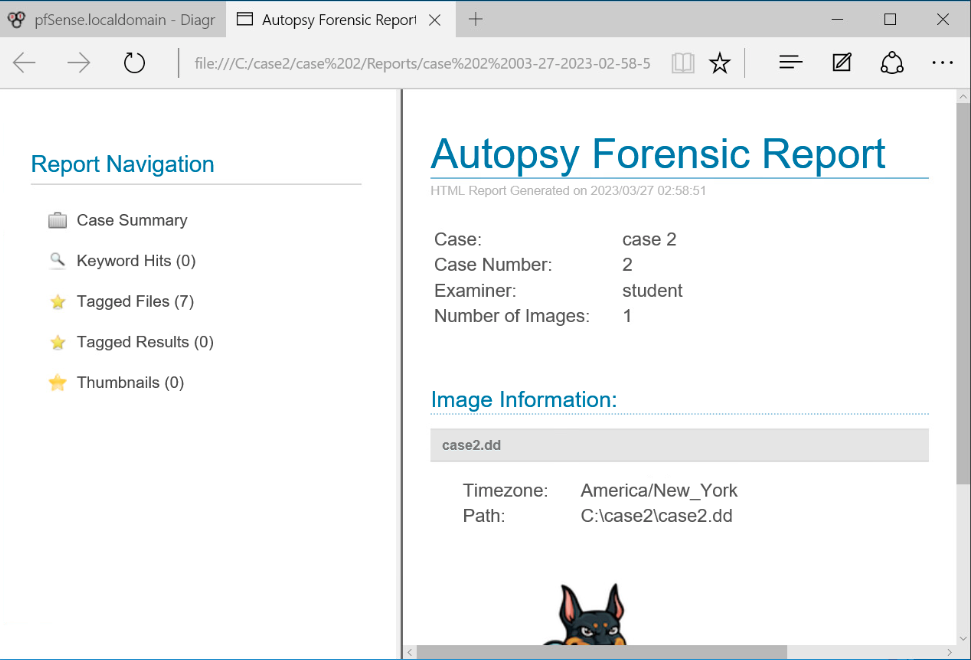 pfSense.localdomain - Diagr
Autopsy Forensic Report
file:///C:/case2/case%202/Reports/case%202%2003-27-2023-02-58-5
Report Navigation
Case Summary
Keyword Hits (0)
Tagged Files (7)
Tagged Results (0)
Thumbnails (0)
Autopsy Forensic Report
HTML Report Generated on 2023/03/27 02:58:51
Case: case 2
Case Number: 2
Examiner: student
Number of Images: 1
Image Information:
case2.dd
Timezone: America/New_York
Path: C:\case2\case2.dd